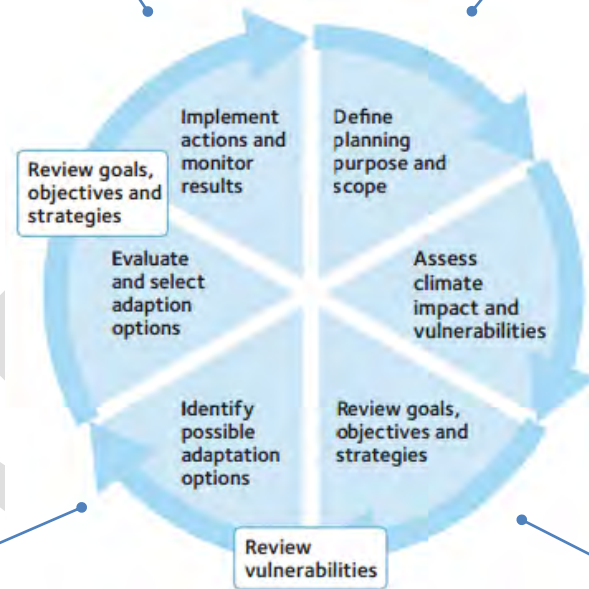 Implement
actions and
monitor
results
Define
planning
purpose and
scope
Review goals,
objectives and
strategies
Evaluate
and select
adaption
options
Assess
climate
impact and
vulnerabilities
Identify
possible
adaptation
options
Review goals,
objectives and
strategies
Review
vulnerabilities